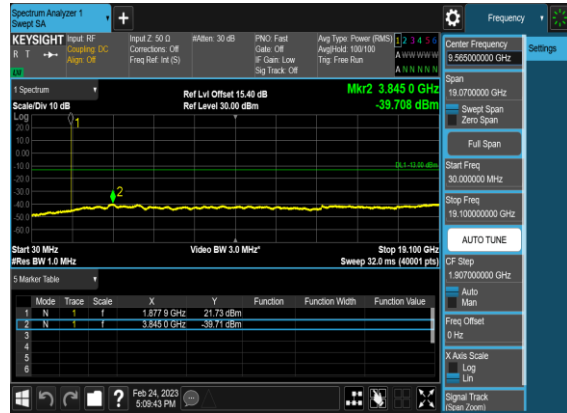 Spectrum Analyzer 1
Swept SA
+
Frequency
KEYSIGHT
R T
LW
Input: RF
Coupling: DC
Align: Off
Input Z: 50 Ω
Corrections: Off
Freq Ref: Int (S)
#Atten: 30 dB
PNO: Fast
Gate: Off
IF Gain: Low
Sig Track: Off
Avg Type: Power (RMS)
Avg|Hold: 100/100
Trig: Free Run
1 2 3 4 5 6
A W W W W W
A N N N N N
1 Spectrum
Scale/Div 10 dB
Ref Lvl Offset 15.40 dB
Ref Level 30.00 dBm
Mkr2 3.845 0 GHz
-39.708 dBm
Log
20.0
10.0
0.00
-10.0
-20.0
-30.0
-40.0
-50.0
-60.0
1
2
DL1 -13.00 dBm
Start 30 MHz
#Res BW 1.0 MHz
Video BW 3.0 MHz*
Stop 19.100 GHz
Sweep 32.0 ms (40001 pts)
5 Marker Table
Mode Trace Scale X Y Function Function Width Function Value
1 N 1 f 1.877 9 GHz 21.73 dBm
2 N 1 f 3.845 0 GHz -39.71 dBm
3
4
5
6
?
Feb 24, 2023
5:09:43 PM
Center Frequency
9.565000000 GHz
Settings
Span
19.0700000 GHz
Swept Span
Zero Span
Full Span
Start Freq
30.000000 MHz
Stop Freq
19.100000000 GHz
AUTO TUNE
CF Step
1.907000000 GHz
Auto
Man
Freq Offset
0 Hz
X Axis Scale
Log
Lin
Signal Track
(Span Zoom)